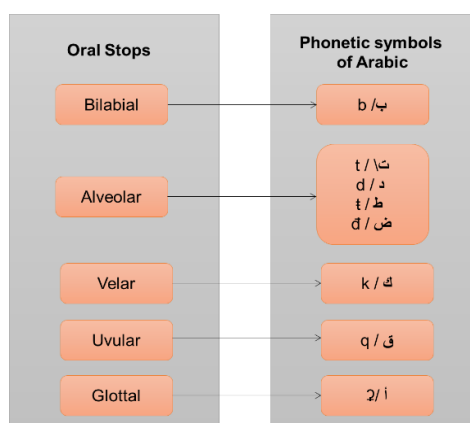 Oral Stops
Phonetic symbols
of Arabic
Bilabial
b /ب
Alveolar
t / \ت
d / د
ŧ / ط
đ / ض
Velar
k / ك
Uvular
q / ق
Glottal
ʔ/ أ